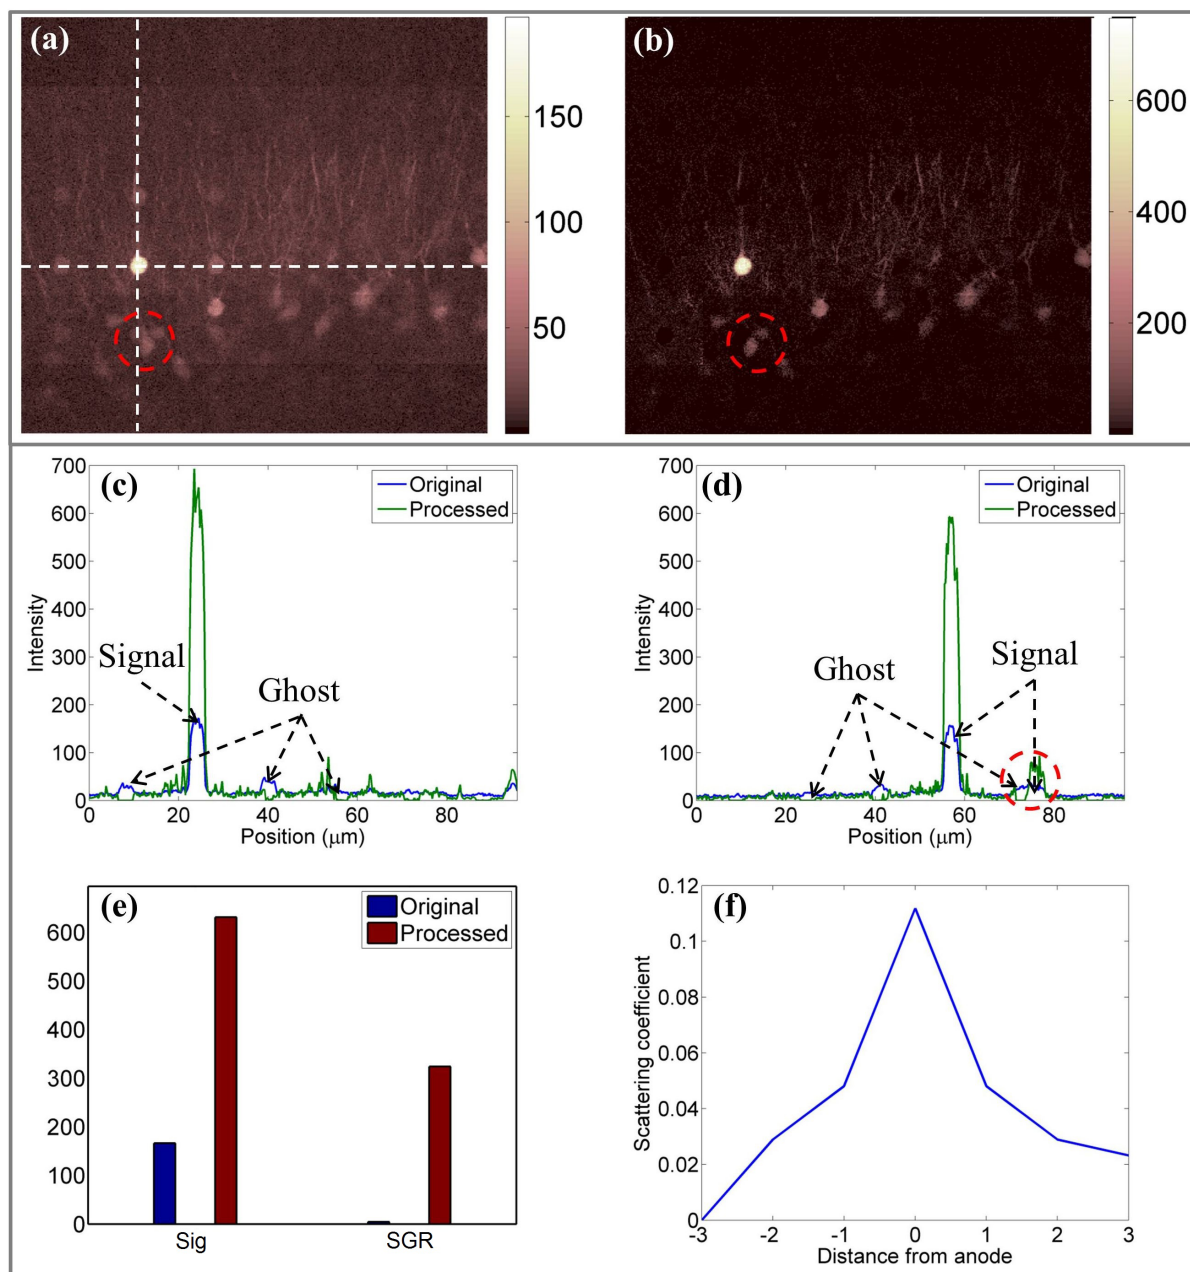 (a)
150
100
50
(b)
600
400
200
(c)
700
600
500
400
300
200
100
0
0 20 40 60 80
Intensity
Position (μm)
Original
Processed
Signal
Ghost
(d)
700
600
500
400
300
200
100
0
0 20 40 60 80
Intensity
Position (μm)
Original
Processed
Ghost
Signal
(e)
Original
Processed
600
500
400
300
200
100
0
Sig SGR
(f)
0.12
0.1
0.08
0.06
0.04
0.02
0
-3 -2 -1 0 1 2 3
Scattering coefficient
Distance from anode